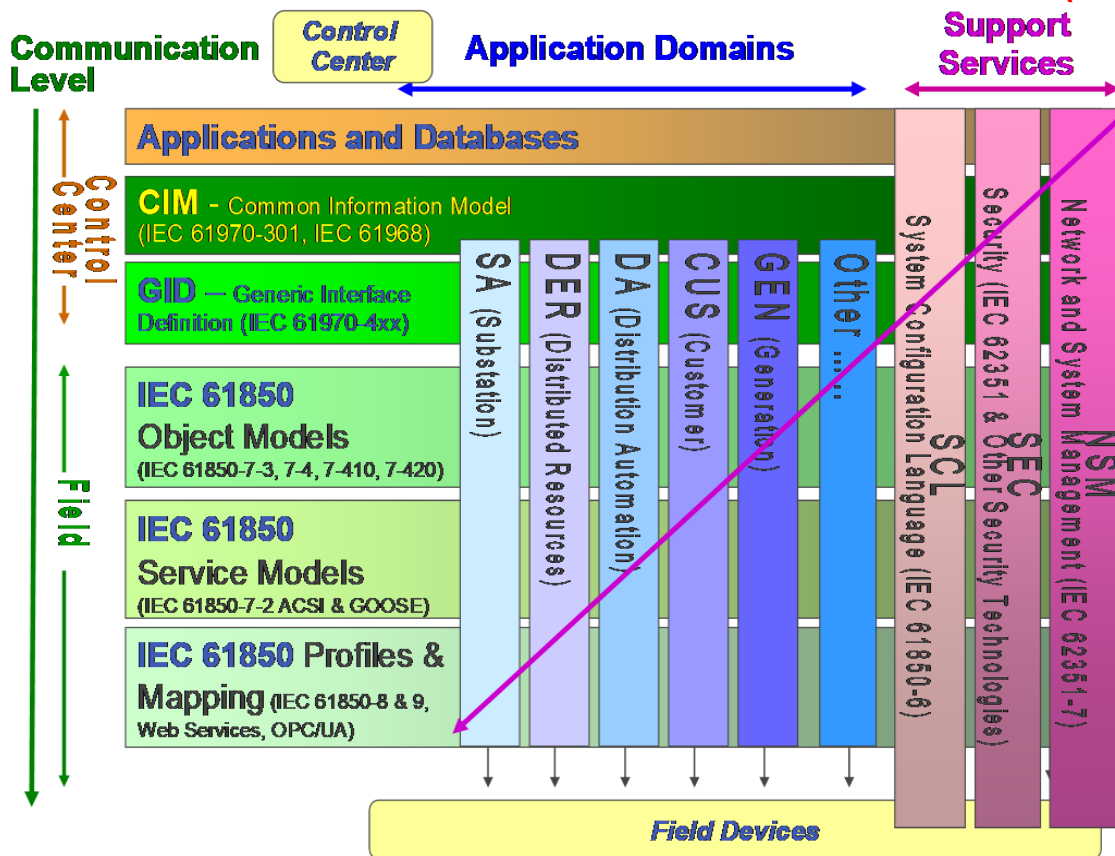 Communication
Level
Control
Center
Application Domains
Support
Services
Control
Center
Field
Applications and Databases
CIM - Common Information Model
(IEC 61970-301, IEC 61968)
GID — Generic Interface
Definition (IEC 61970-4xx)
IEC 61850
Object Models
(IEC 61850-7-3, 7-4, 7-410, 7-420)
IEC 61850
Service Models
(IEC 61850-7-2 ACSI & GOOSE)
IEC 61850 Profiles &
Mapping (IEC 61850-8 & 9,
Web Services, OPC/UA)
SA (Substation)
DER (Distributed Resources)
DA (Distribution Automation)
CUS (Customer)
GEN (Generation)
Other .....
SCL
System Configuration Language (IEC 61850-6)
SEC
Security (IEC 62351 & Other Security Technologies)
NSM
Network and System Management (IEC 62351-7)
Field Devices